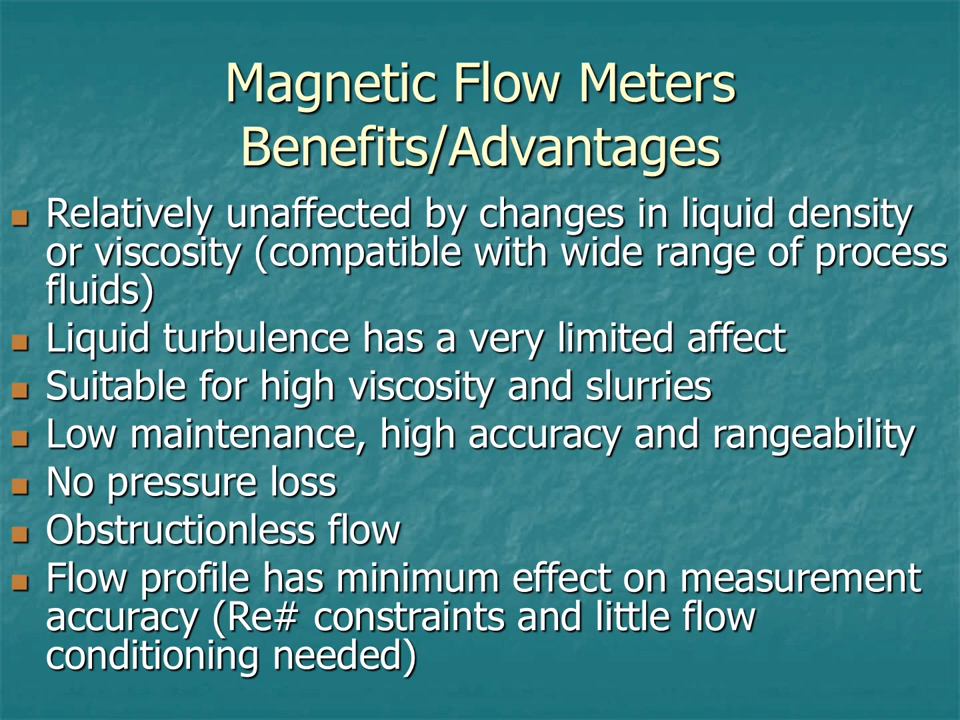 Magnetic Flow Meters
Benefits/Advantages
Relatively unaffected by changes in liquid density
or viscosity (compatible with wide range of process
fluids)
Liquid turbulence has a very limited affect
Suitable for high viscosity and slurries
Low maintenance, high accuracy and rangeability
No pressure loss
Obstructionless flow
Flow profile has minimum effect on measurement
accuracy (Re# constraints and little flow
conditioning needed)